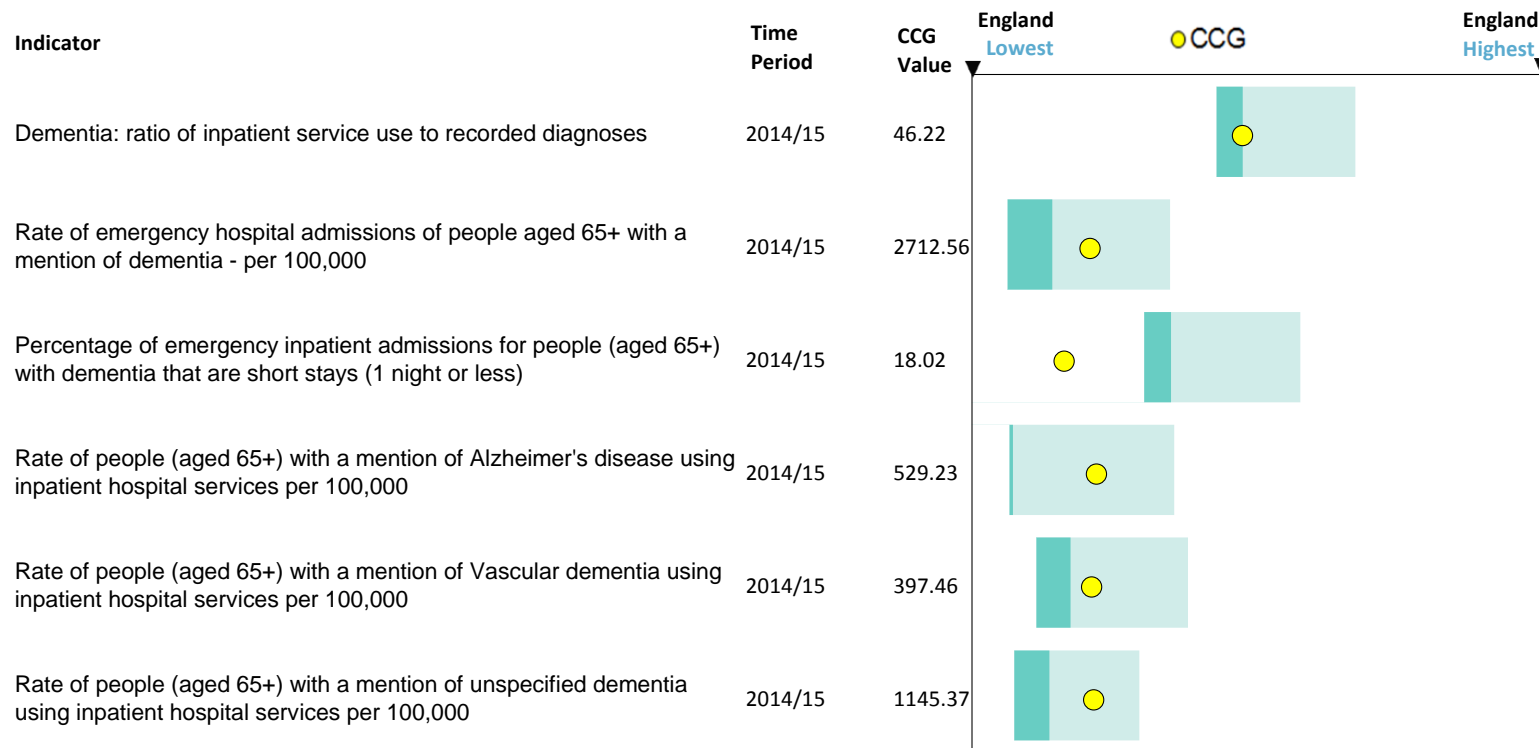 Indicator
Time
Period
CCG
Value
England
Lowest
CCG
England
Highest
Dementia: ratio of inpatient service use to recorded diagnoses
2014/15
46.22
Rate of emergency hospital admissions of people aged 65+ with a
mention of dementia - per 100,000
2014/15
2712.56
Percentage of emergency inpatient admissions for people (aged 65+)
with dementia that are short stays (1 night or less)
2014/15
18.02
Rate of people (aged 65+) with a mention of Alzheimer's disease using
inpatient hospital services per 100,000
2014/15
529.23
Rate of people (aged 65+) with a mention of Vascular dementia using
inpatient hospital services per 100,000
2014/15
397.46
Rate of people (aged 65+) with a mention of unspecified dementia
using inpatient hospital services per 100,000
2014/15
1145.37